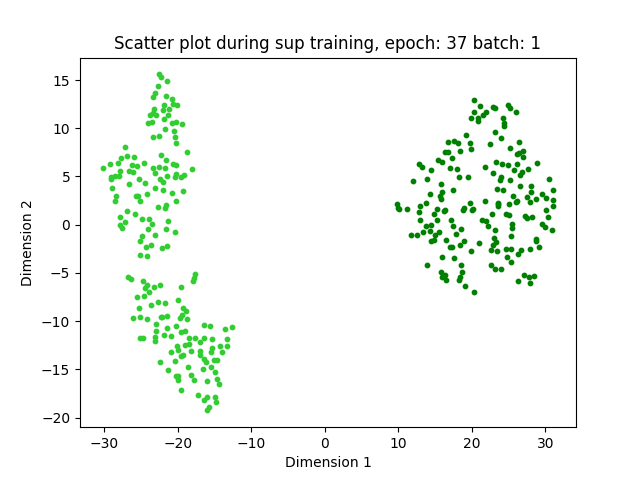 Scatter plot during sup training, epoch: 37 batch: 1
15
10
5
0
−5
−10
−15
−20
Dimension 2
−30 −20 −10 0 10 20 30
Dimension 1